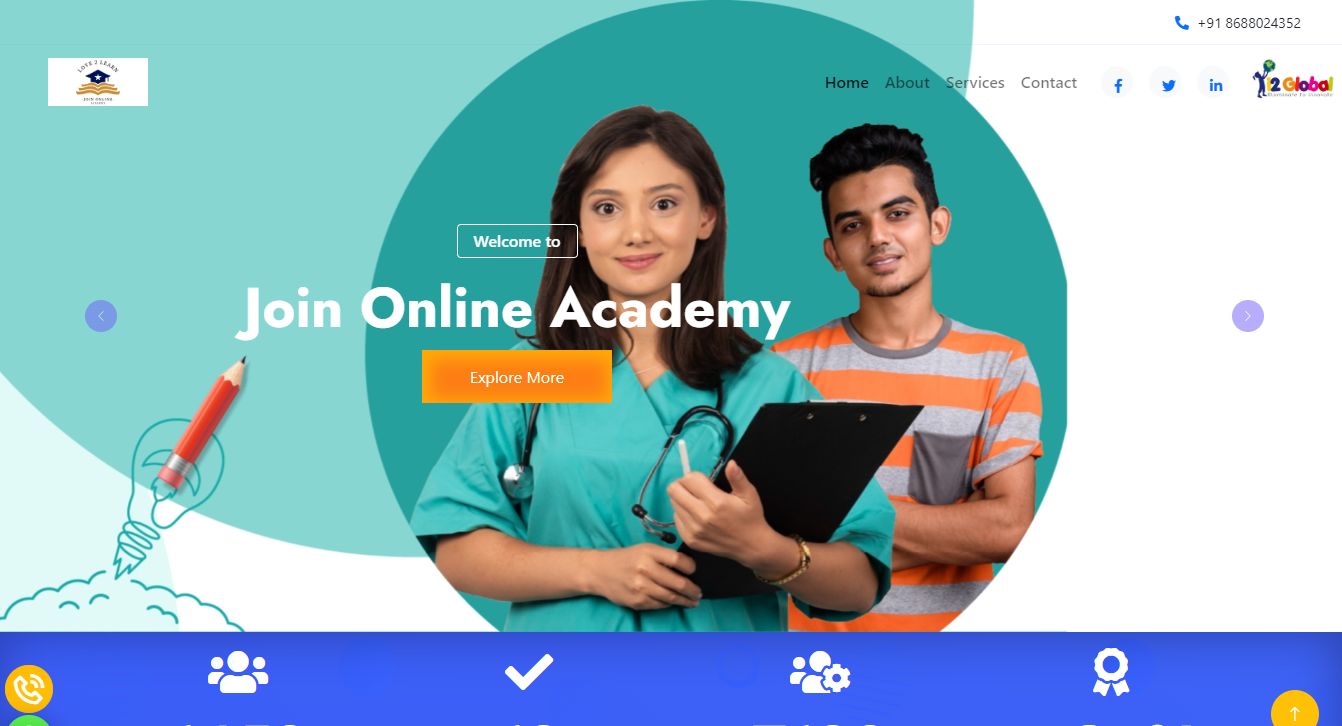 +91 8688024352
LOVE 2 LEARN
JOIN ONLINE
ACADEMY
Home About Services Contact
i2 Global
Welcome to
Join Online Academy
Explore More